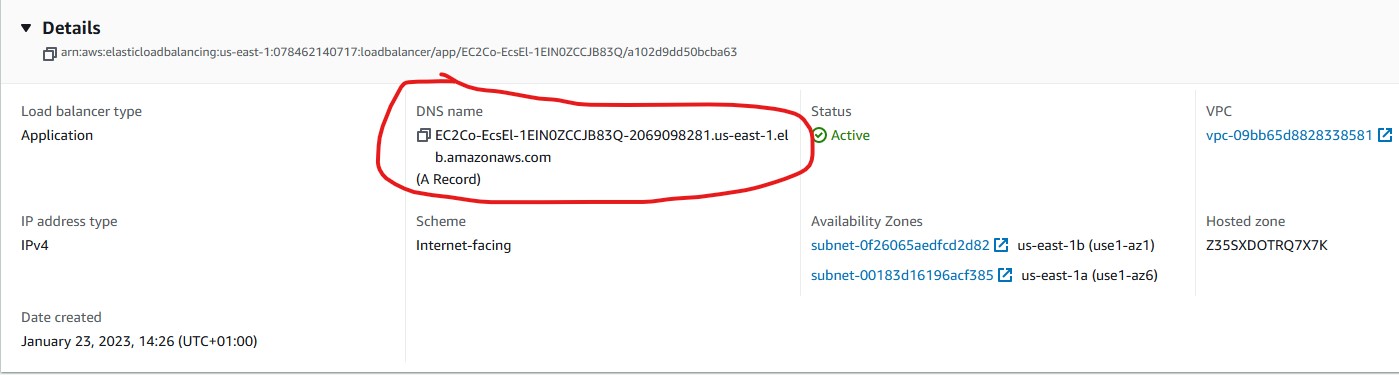 Details
arn:aws:elasticloadbalancing:us-east-1:078462140717:loadbalancer/app/EC2Co-EcsEl-1EIN0ZCCJB83Q/a102d9dd50bcba63
Load balancer type
Application
DNS name
EC2Co-EcsEl-1EIN0ZCCJB83Q-2069098281.us-east-1.el
b.amazonaws.com
(A Record)
Status
Active
VPC
vpc-09bb65d8828338581
IP address type
IPv4
Scheme
Internet-facing
Availability Zones
subnet-0f26065aedfcd2d82 us-east-1b (use1-az1)
subnet-00183d16196acf385 us-east-1a (use1-az6)
Hosted zone
Z35SXDOTRQ7X7K
Date created
January 23, 2023, 14:26 (UTC+01:00)